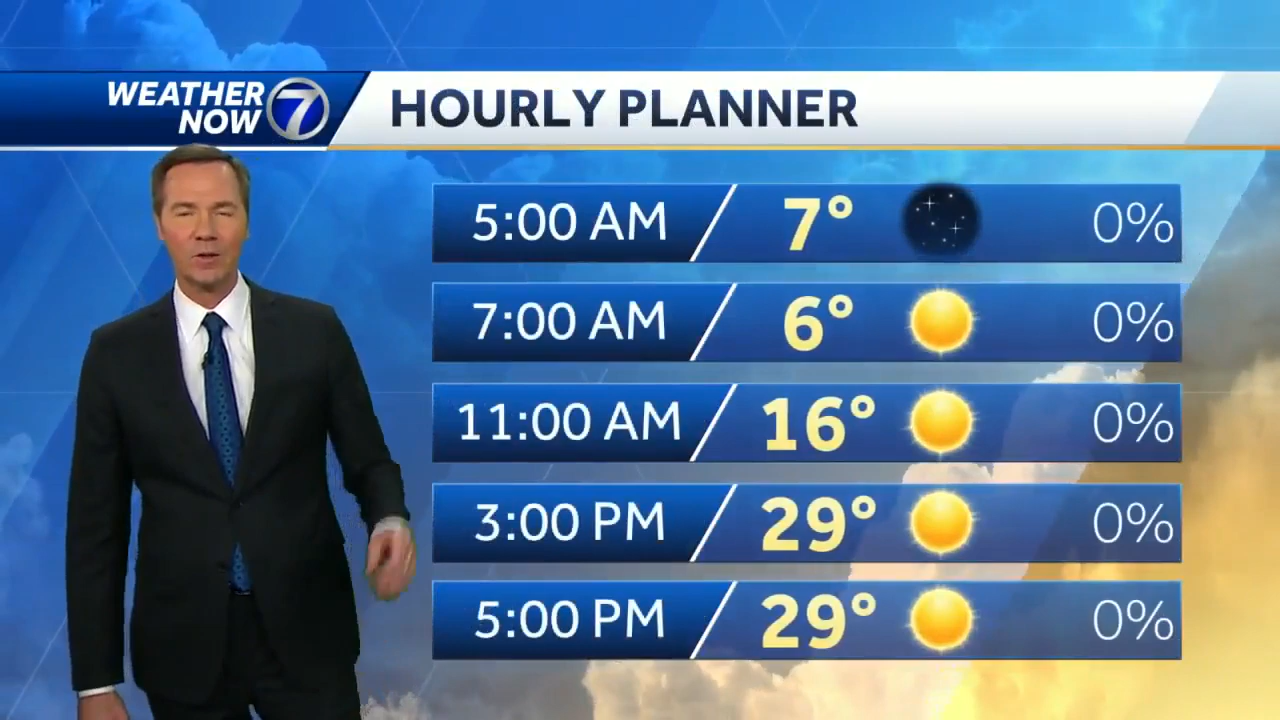 WEATHER
NOW 7
HOURLY PLANNER
5:00 AM 7° 0%
7:00 AM 6° 0%
11:00 AM 16° 0%
3:00 PM 29° 0%
5:00 PM 29° 0%